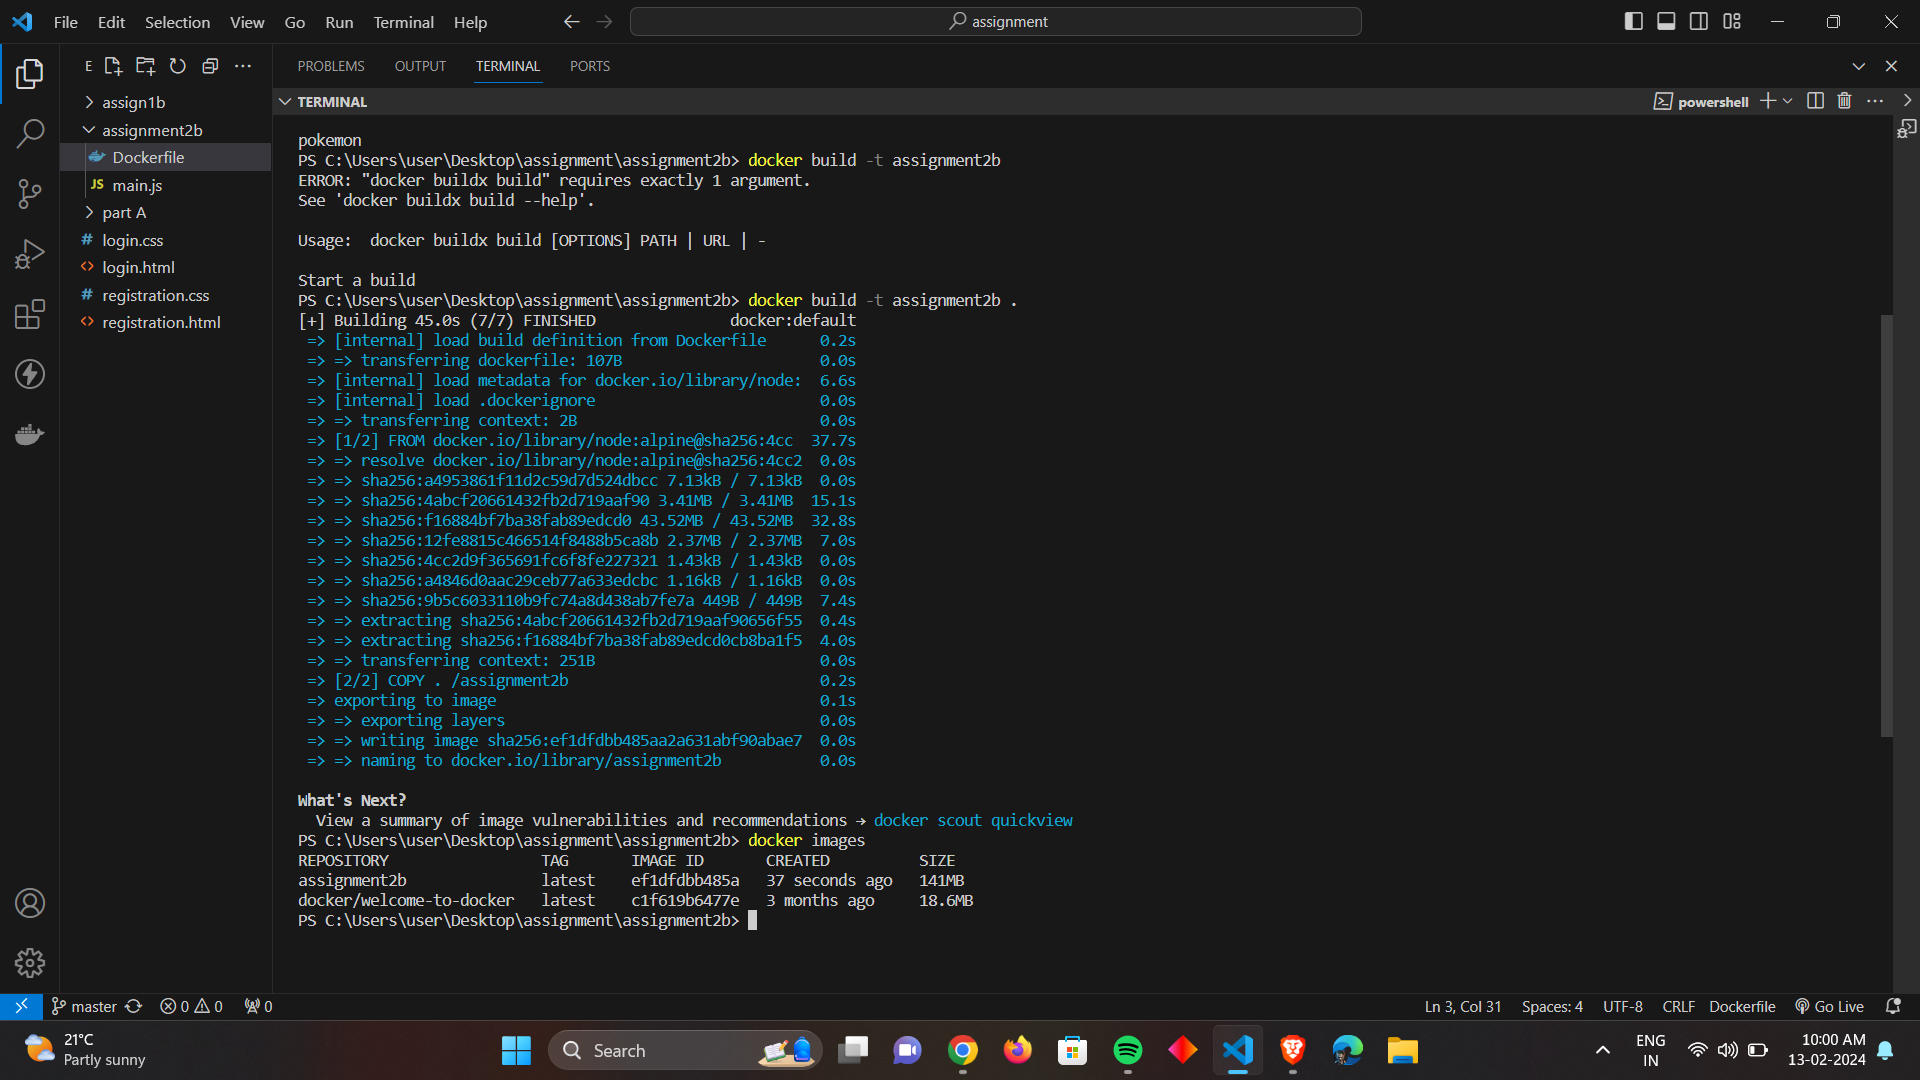 File Edit Selection View Go Run Terminal Help
assignment
E
PROBLEMS OUTPUT TERMINAL PORTS
assign1b
assignment2b
Dockerfile
JS main.js
part A
# login.css
<> login.html
# registration.css
<> registration.html
TERMINAL
powershell
pokemon
PS C:\Users\user\Desktop\assignment\assignment2b> docker build -t assignment2b
ERROR: "docker buildx build" requires exactly 1 argument.
See 'docker buildx build --help'.
Usage:  docker buildx build [OPTIONS] PATH | URL | -
Start a build
PS C:\Users\user\Desktop\assignment\assignment2b> docker build -t assignment2b .
[+] Building 45.0s (7/7) FINISHED docker:default
=> [internal] load build definition from Dockerfile 0.2s
=> => transferring dockerfile: 107B 0.0s
=> [internal] load metadata for docker.io/library/node: 6.6s
=> [internal] load .dockerignore 0.0s
=> => transferring context: 2B 0.0s
=> [1/2] FROM docker.io/library/node:alpine@sha256:4cc 37.7s
=> => resolve docker.io/library/node:alpine@sha256:4cc2 0.0s
=> => sha256:a4953861f11d2c59d7d524dbcc 7.13kB / 7.13kB 0.0s
=> => sha256:4abcf20661432fb2d719aaf90 3.41MB / 3.41MB 15.1s
=> => sha256:f16884bf7ba38fab89edcd0 43.52MB / 43.52MB 32.8s
=> => sha256:12fe8815c466514f8488b5ca8b 2.37MB / 2.37MB 7.0s
=> => sha256:4cc2d9f365691fc6f8fe227321 1.43kB / 1.43kB 0.0s
=> => sha256:a4846d0aac29ceb77a633edcbc 1.16kB / 1.16kB 0.0s
=> => sha256:9b5c6033110b9fc74a8d438ab7fe7a 449B / 449B 7.4s
=> => extracting sha256:4abcf20661432fb2d719aaf90656f55 0.4s
=> => extracting sha256:f16884bf7ba38fab89edcd0cb8ba1f5 4.0s
=> => transferring context: 251B 0.0s
=> [2/2] COPY . /assignment2b 0.2s
=> exporting to image 0.1s
=> => exporting layers 0.0s
=> => writing image sha256:ef1dfdbb485aa2a631abf90abae7 0.0s
=> => naming to docker.io/library/assignment2b 0.0s
What's Next?
View a summary of image vulnerabilities and recommendations → docker scout quickview
PS C:\Users\user\Desktop\assignment\assignment2b> docker images
REPOSITORY TAG IMAGE ID CREATED SIZE
assignment2b latest ef1dfdbb485a 37 seconds ago 141MB
docker/welcome-to-docker latest c1f619b6477e 3 months ago 18.6MB
PS C:\Users\user\Desktop\assignment\assignment2b>
master 0 0 0
Ln 3, Col 31 Spaces: 4 UTF-8 CRLF Dockerfile Go Live
21°C
Partly sunny
Search
ENG
IN
10:00 AM
13-02-2024